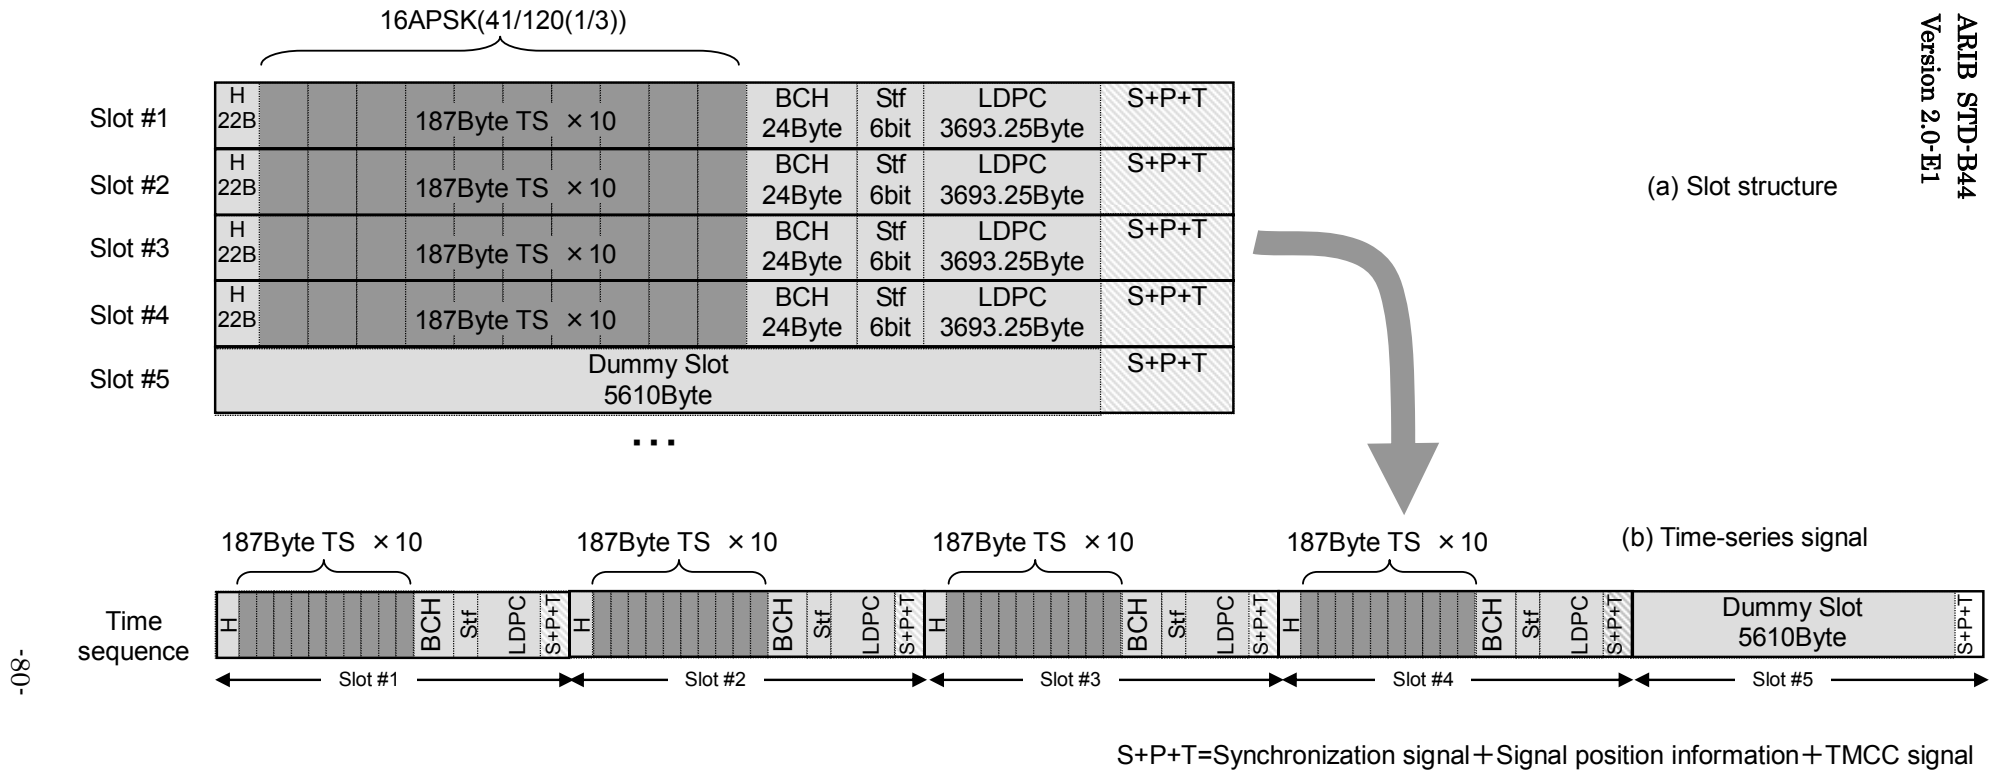 16APSK(41/120(1/3))
ARIB STD-B44
Version 2.0-E1
Slot #1
H
22B
187Byte TS ×10
BCH
24Byte
Stf
6bit
LDPC
3693.25Byte
S+P+T
Slot #2
H
22B
187Byte TS ×10
BCH
24Byte
Stf
6bit
LDPC
3693.25Byte
S+P+T
(a) Slot structure
Slot #3
H
22B
187Byte TS ×10
BCH
24Byte
Stf
6bit
LDPC
3693.25Byte
S+P+T
Slot #4
H
22B
187Byte TS ×10
BCH
24Byte
Stf
6bit
LDPC
3693.25Byte
S+P+T
Slot #5
Dummy Slot
5610Byte
S+P+T
...
187Byte TS ×10
187Byte TS ×10
187Byte TS ×10
187Byte TS ×10
(b) Time-series signal
Time
sequence
H
BCH
Stf
LDPC
S+P+T
H
BCH
Stf
LDPC
S+P+T
H
BCH
Stf
LDPC
S+P+T
H
BCH
Stf
LDPC
S+P+T
Dummy Slot
5610Byte
S+P+T
Slot #1
Slot #2
Slot #3
Slot #4
Slot #5
-80-
S+P+T=Synchronization signal+Signal position information+TMCC signal